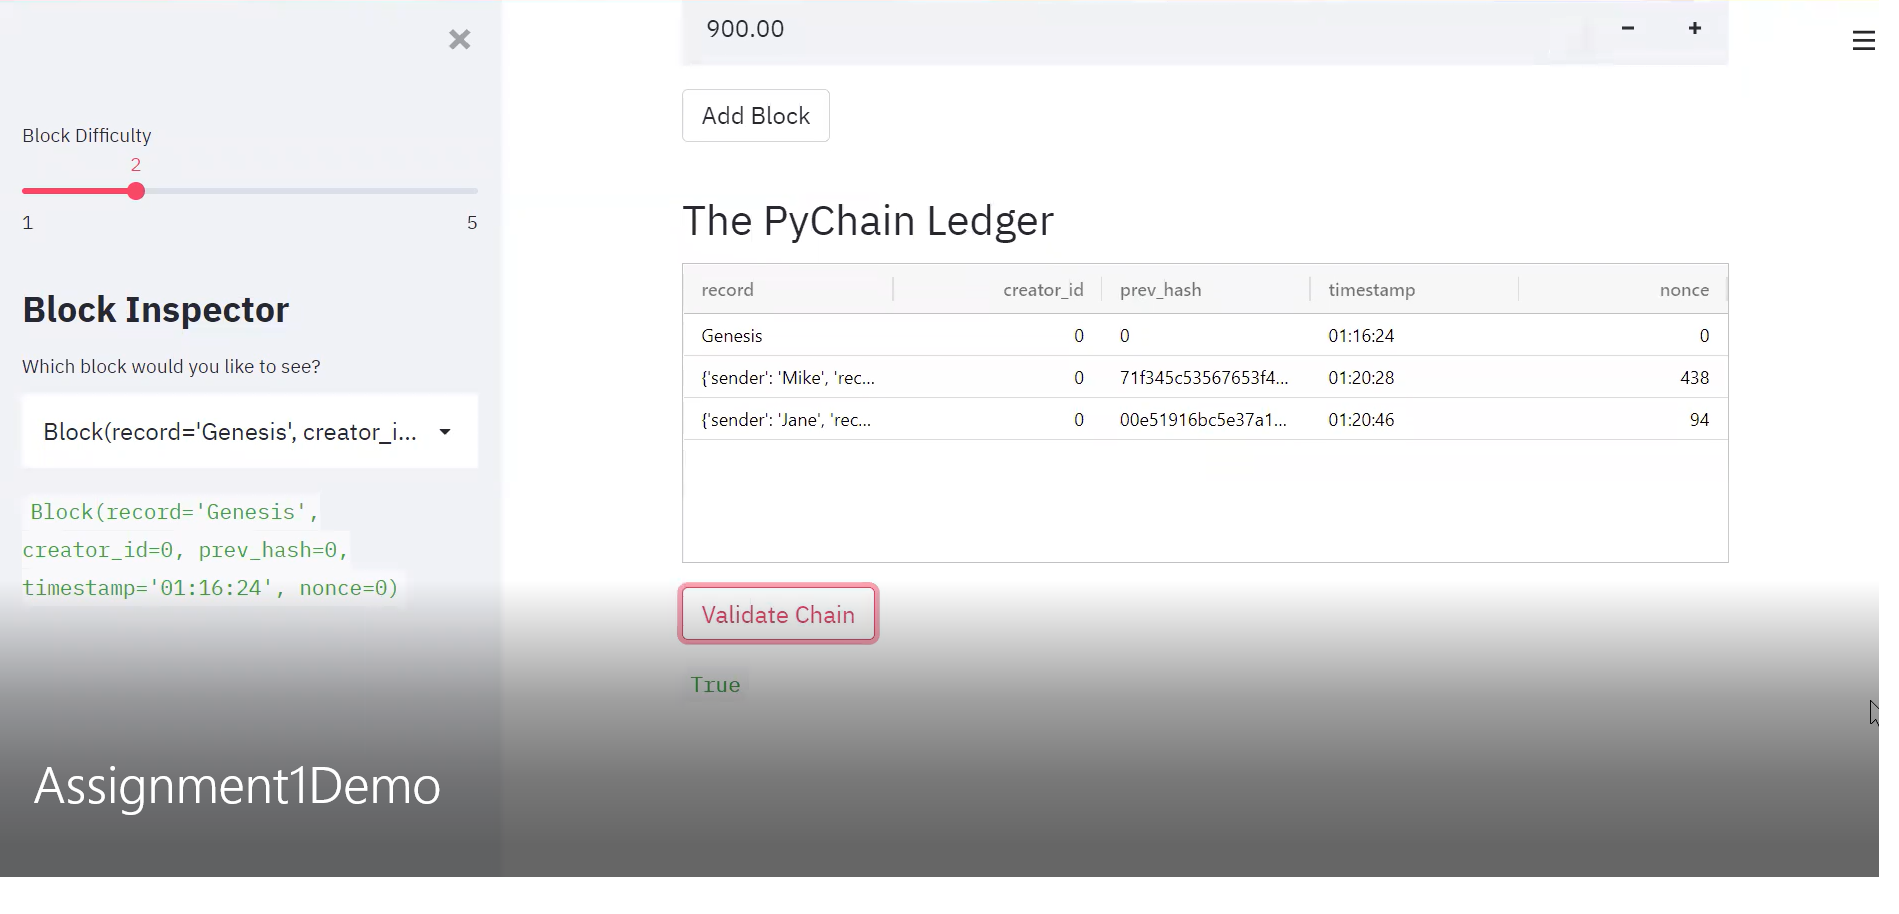 900.00
Block Difficulty
2
1 5
Block Inspector
Which block would you like to see?
Block(record='Genesis', creator_i...
Block(record='Genesis',
creator_id=0, prev_hash=0,
timestamp='01:16:24', nonce=0)
Add Block
The PyChain Ledger
record creator_id prev_hash timestamp nonce
Genesis 0 0 01:16:24 0
{'sender': 'Mike', 'rec... 0 71f345c53567653f4... 01:20:28 438
{'sender': 'Jane', 'rec... 0 00e51916bc5e37a1... 01:20:46 94
Validate Chain
True
Assignment1Demo